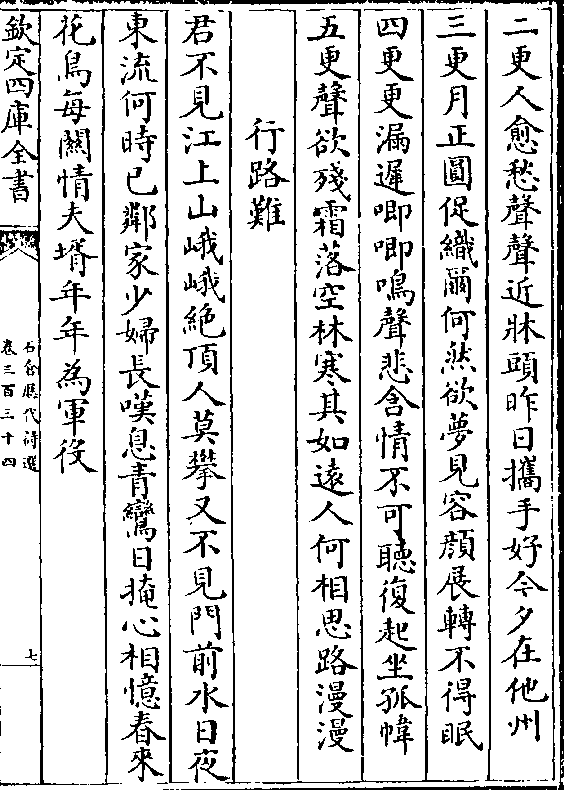 二更人愈愁聲聲近牀頭昨日攜手好今夕在他州
三更月正圓促織爾何然欲夢見容顔展轉不得眠
四更更漏遲唧唧鳴聲悲含情不可聽復起坐孤幃
五更聲欲殘霜落空林寒其如遠人何相思路漫漫
行路難
君不見江上山峨峨絶頂人莫攀又不見門前水日夜
東流何時已鄰家少婦長嘆息青鸞日掩心相憶春來
花鳥每關情夫壻年年為軍役
欽定四庫全書
石倉歷代詩選
卷三百三十四
七